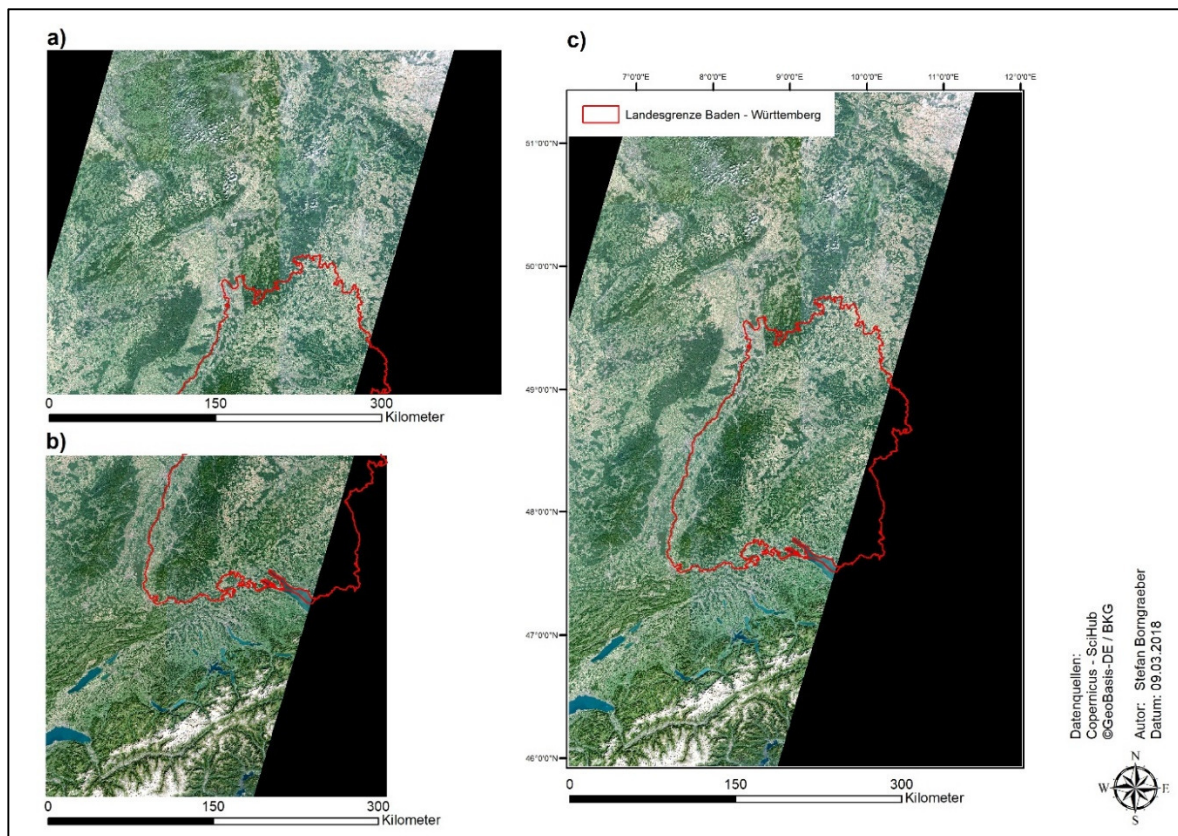 a)
0 150 300
Kilometer
b)
0 150 300
Kilometer
c)
7°0'0"E 8°0'0"E 9°0'0"E 10°0'0"E 11°0'0"E 12°0'0"E
Landesgrenze Baden - Württemberg
51°0'0"N
50°0'0"N
49°0'0"N
48°0'0"N
47°0'0"N
46°0'0"N
0 150 300
Kilometer
Datenquellen:
Copernicus - SciHub
©GeoBasis-DE / BKG
Autor: Stefan Borngraeber
Datum: 09.03.2018
N
W E
S